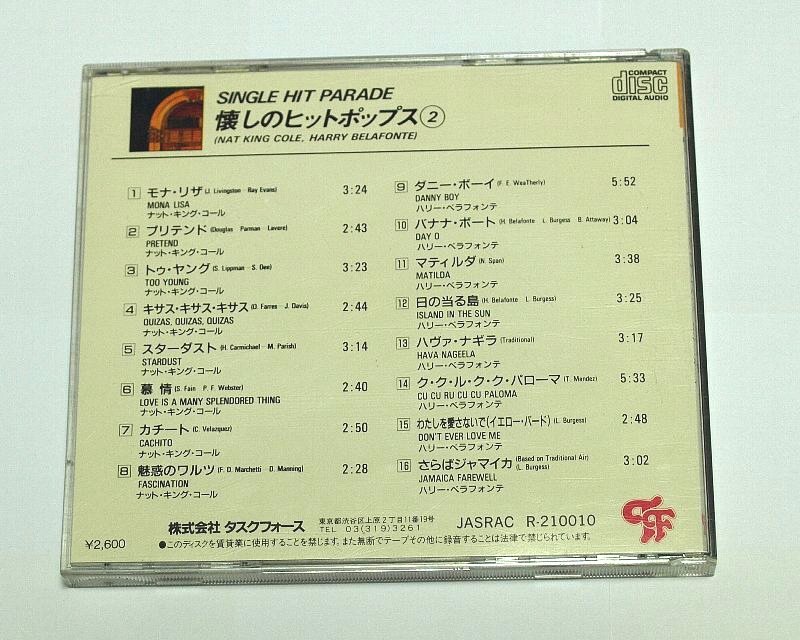 SINGLE HIT PARADE
懐しのヒットポップス②
(NAT KING COLE, HARRY BELAFONTE)
COMPACT
disc
DIGITAL AUDIO
1 モナ・リザ (J. Livingston – Ray Evans) 3:24
MONA LISA
ナット・キング・コール
2 プリテンド (Douglas Parman Lavere) 2:43
PRETEND
ナット・キング・コール
3 トゥ・ヤング (S. Lippman – S. Dee) 3:23
TOO YOUNG
ナット・キング・コール
4 キサス・キサス・キサス (O. Farres – J. Davis) 2:44
QUIZAS, QUIZAS, QUIZAS
ナット・キング・コール
5 スターダスト (H. Carmichael – M. Parish) 3:14
STARDUST
ナット・キング・コール
6 慕 情 (S. Fain P. F. Webster) 2:40
LOVE IS A MANY SPLENDORED THING
ナット・キング・コール
7 カチート (C. Velazquez) 2:50
CACHITO
ナット・キング・コール
8 魅惑のワルツ (F. D. Marchetti – D. Manning) 2:28
FASCINATION
ナット・キング・コール
9 ダニー・ボーイ (F. E. WeaTherly) 5:52
DANNY BOY
ハリー・ベラフォンテ
10 バナナ・ボート (H. Belafonte L. Burgess B. Attaway) 3:04
DAY O
ハリー・ベラフォンテ
11 マティルダ (N. Span) 3:38
MATILDA
ハリー・ベラフォンテ
12 日の当る島 (H. Belafonte L. Burgess) 3:25
ISLAND IN THE SUN
ハリー・ベラフォンテ
13 ハヴァ・ナギラ (Traditional) 3:17
HAVA NAGEELA
ハリー・ベラフォンテ
14 ク・ク・ル・ク・ク・パローマ (T. Mendez) 5:33
CU CU RU CU CU PALOMA
ハリー・ベラフォンテ
15 わたしを愛さないで(イエロー・バード) (L. Burgess) 2:48
DON'T EVER LOVE ME
ハリー・ベラフォンテ
16 さらばジャマイカ (Based on Traditional Air) (L. Burgess) 3:02
JAMAICA FAREWELL
ハリー・ベラフォンテ
株式会社 タスクフォース
東京都渋谷区上原2丁目11番19号
TEL 03(319)3261
JASRAC R-210010
¥2,600
●このディスクを賃貸業に使用することを禁じます。また無断でテープその他に録音することは法律で禁じられています。